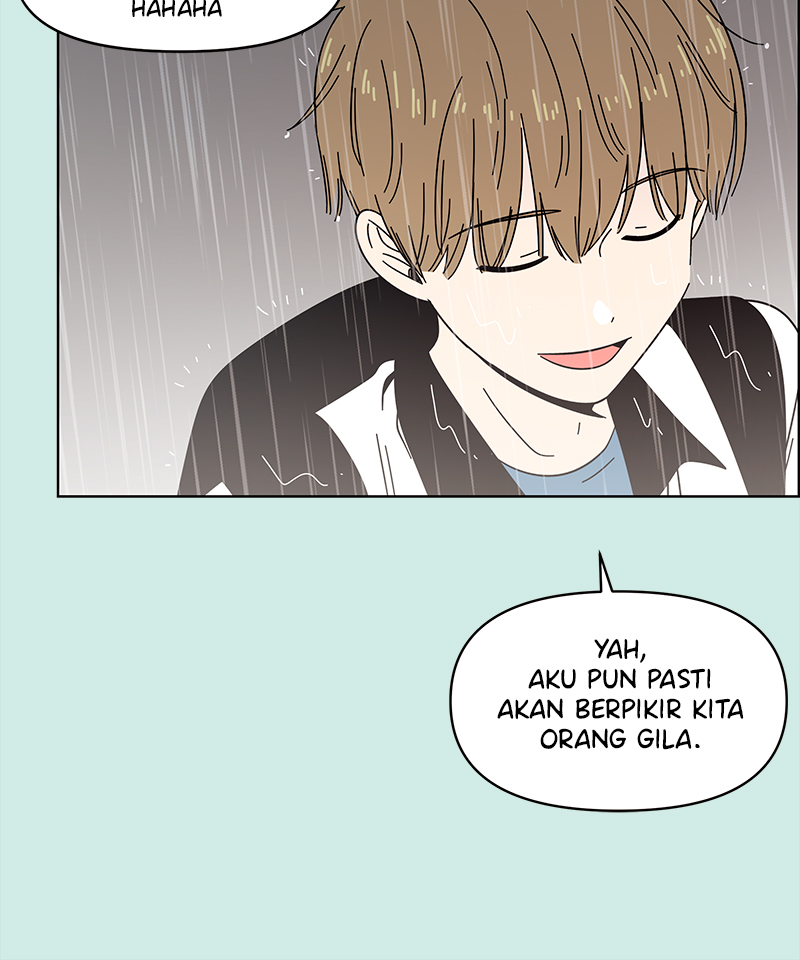 HAHAHA
YAH,
AKU PUN PASTI
AKAN BERPIKIR KITA
ORANG GILA.